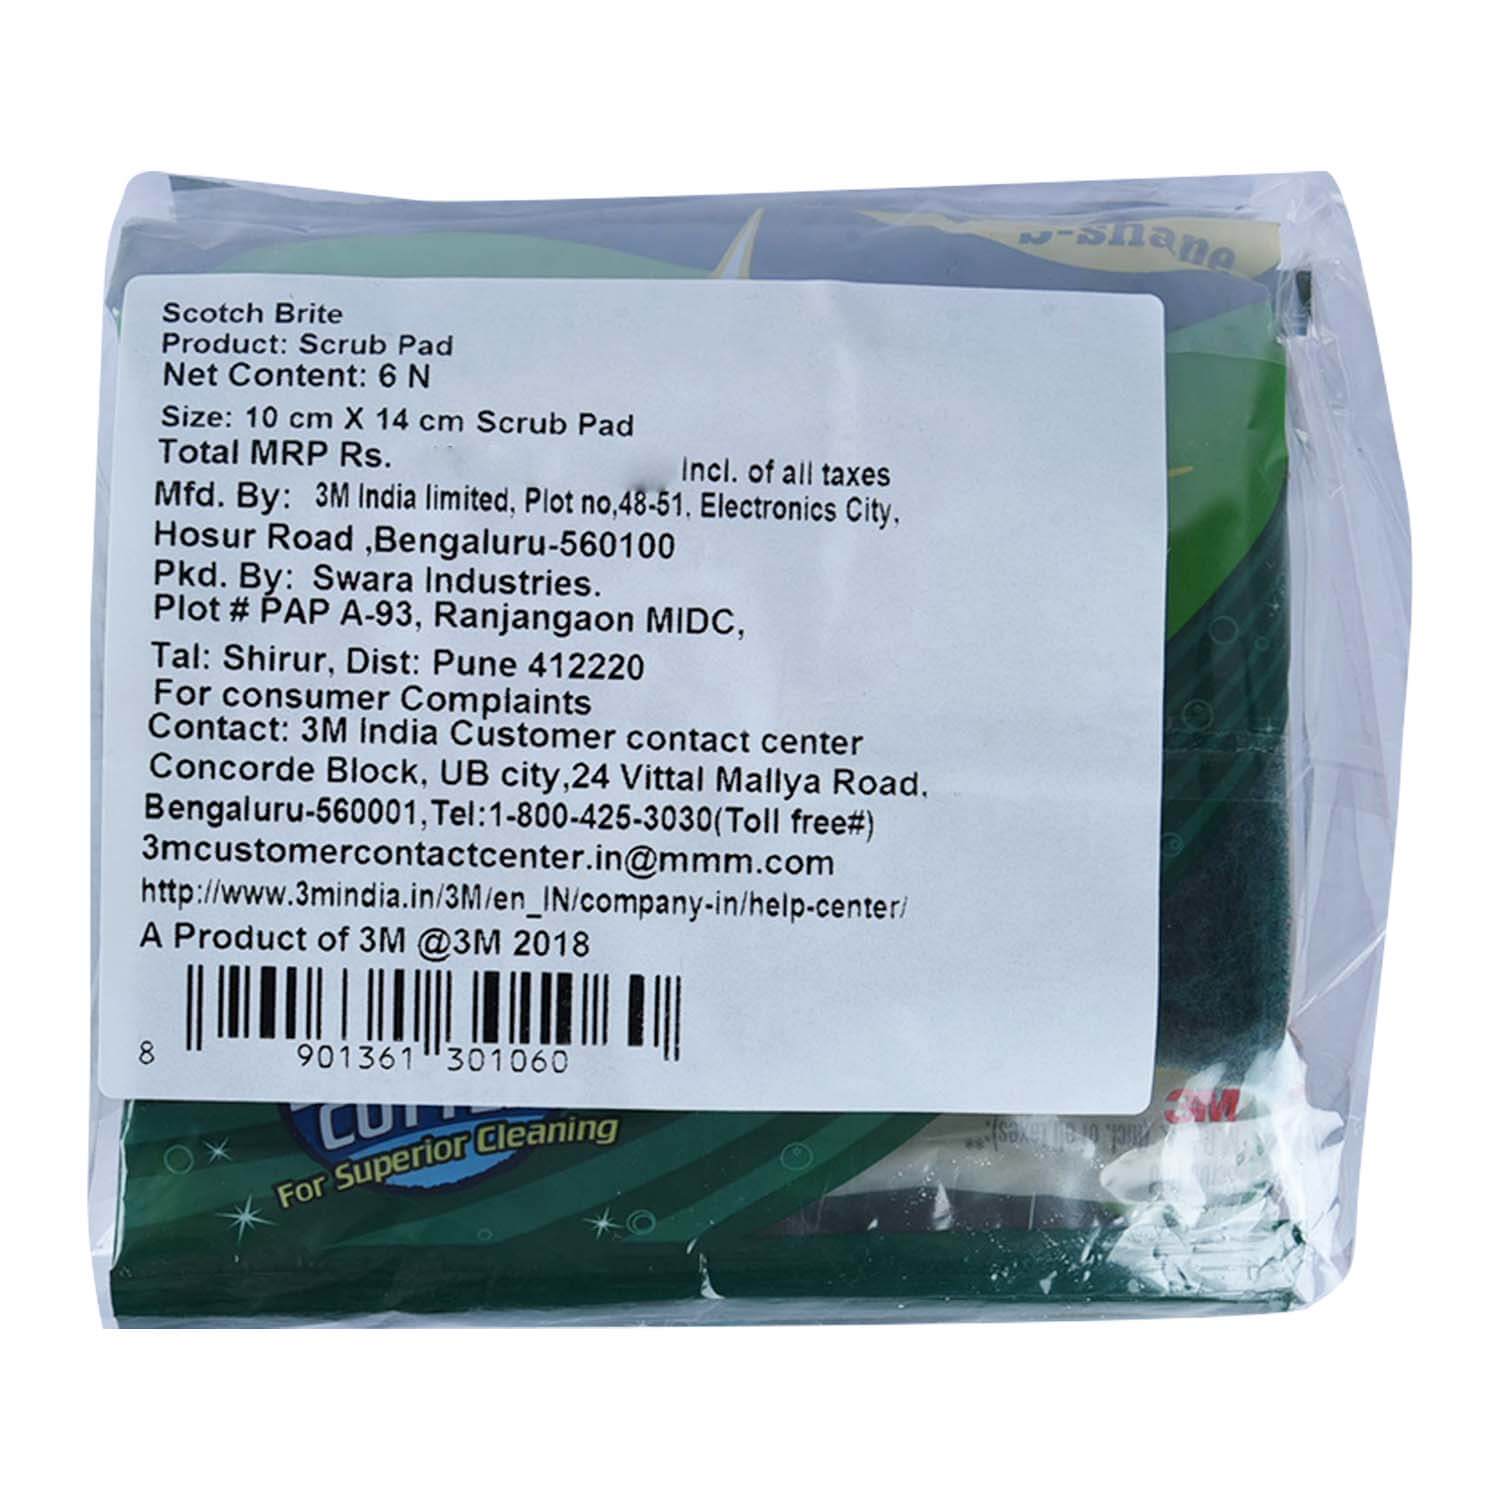 Scotch Brite
Product: Scrub Pad
Net Content: 6 N
Size: 10 cm X 14 cm Scrub Pad
Total MRP Rs. Incl. of all taxes
Mfd. By: 3M India limited, Plot no,48-51, Electronics City,
Hosur Road ,Bengaluru-560100
Pkd. By: Swara Industries.
Plot # PAP A-93, Ranjangaon MIDC,
Tal: Shirur, Dist: Pune 412220
For consumer Complaints
Contact: 3M India Customer contact center
Concorde Block, UB city,24 Vittal Mallya Road,
Bengaluru-560001,Tel:1-800-425-3030(Toll free#)
3mcustomercontactcenter.in@mmm.com
http://www.3mindia.in/3M/en_IN/company-in/help-center/
A Product of 3M @3M 2018
8 901361 301060
3M
For Superior Cleaning